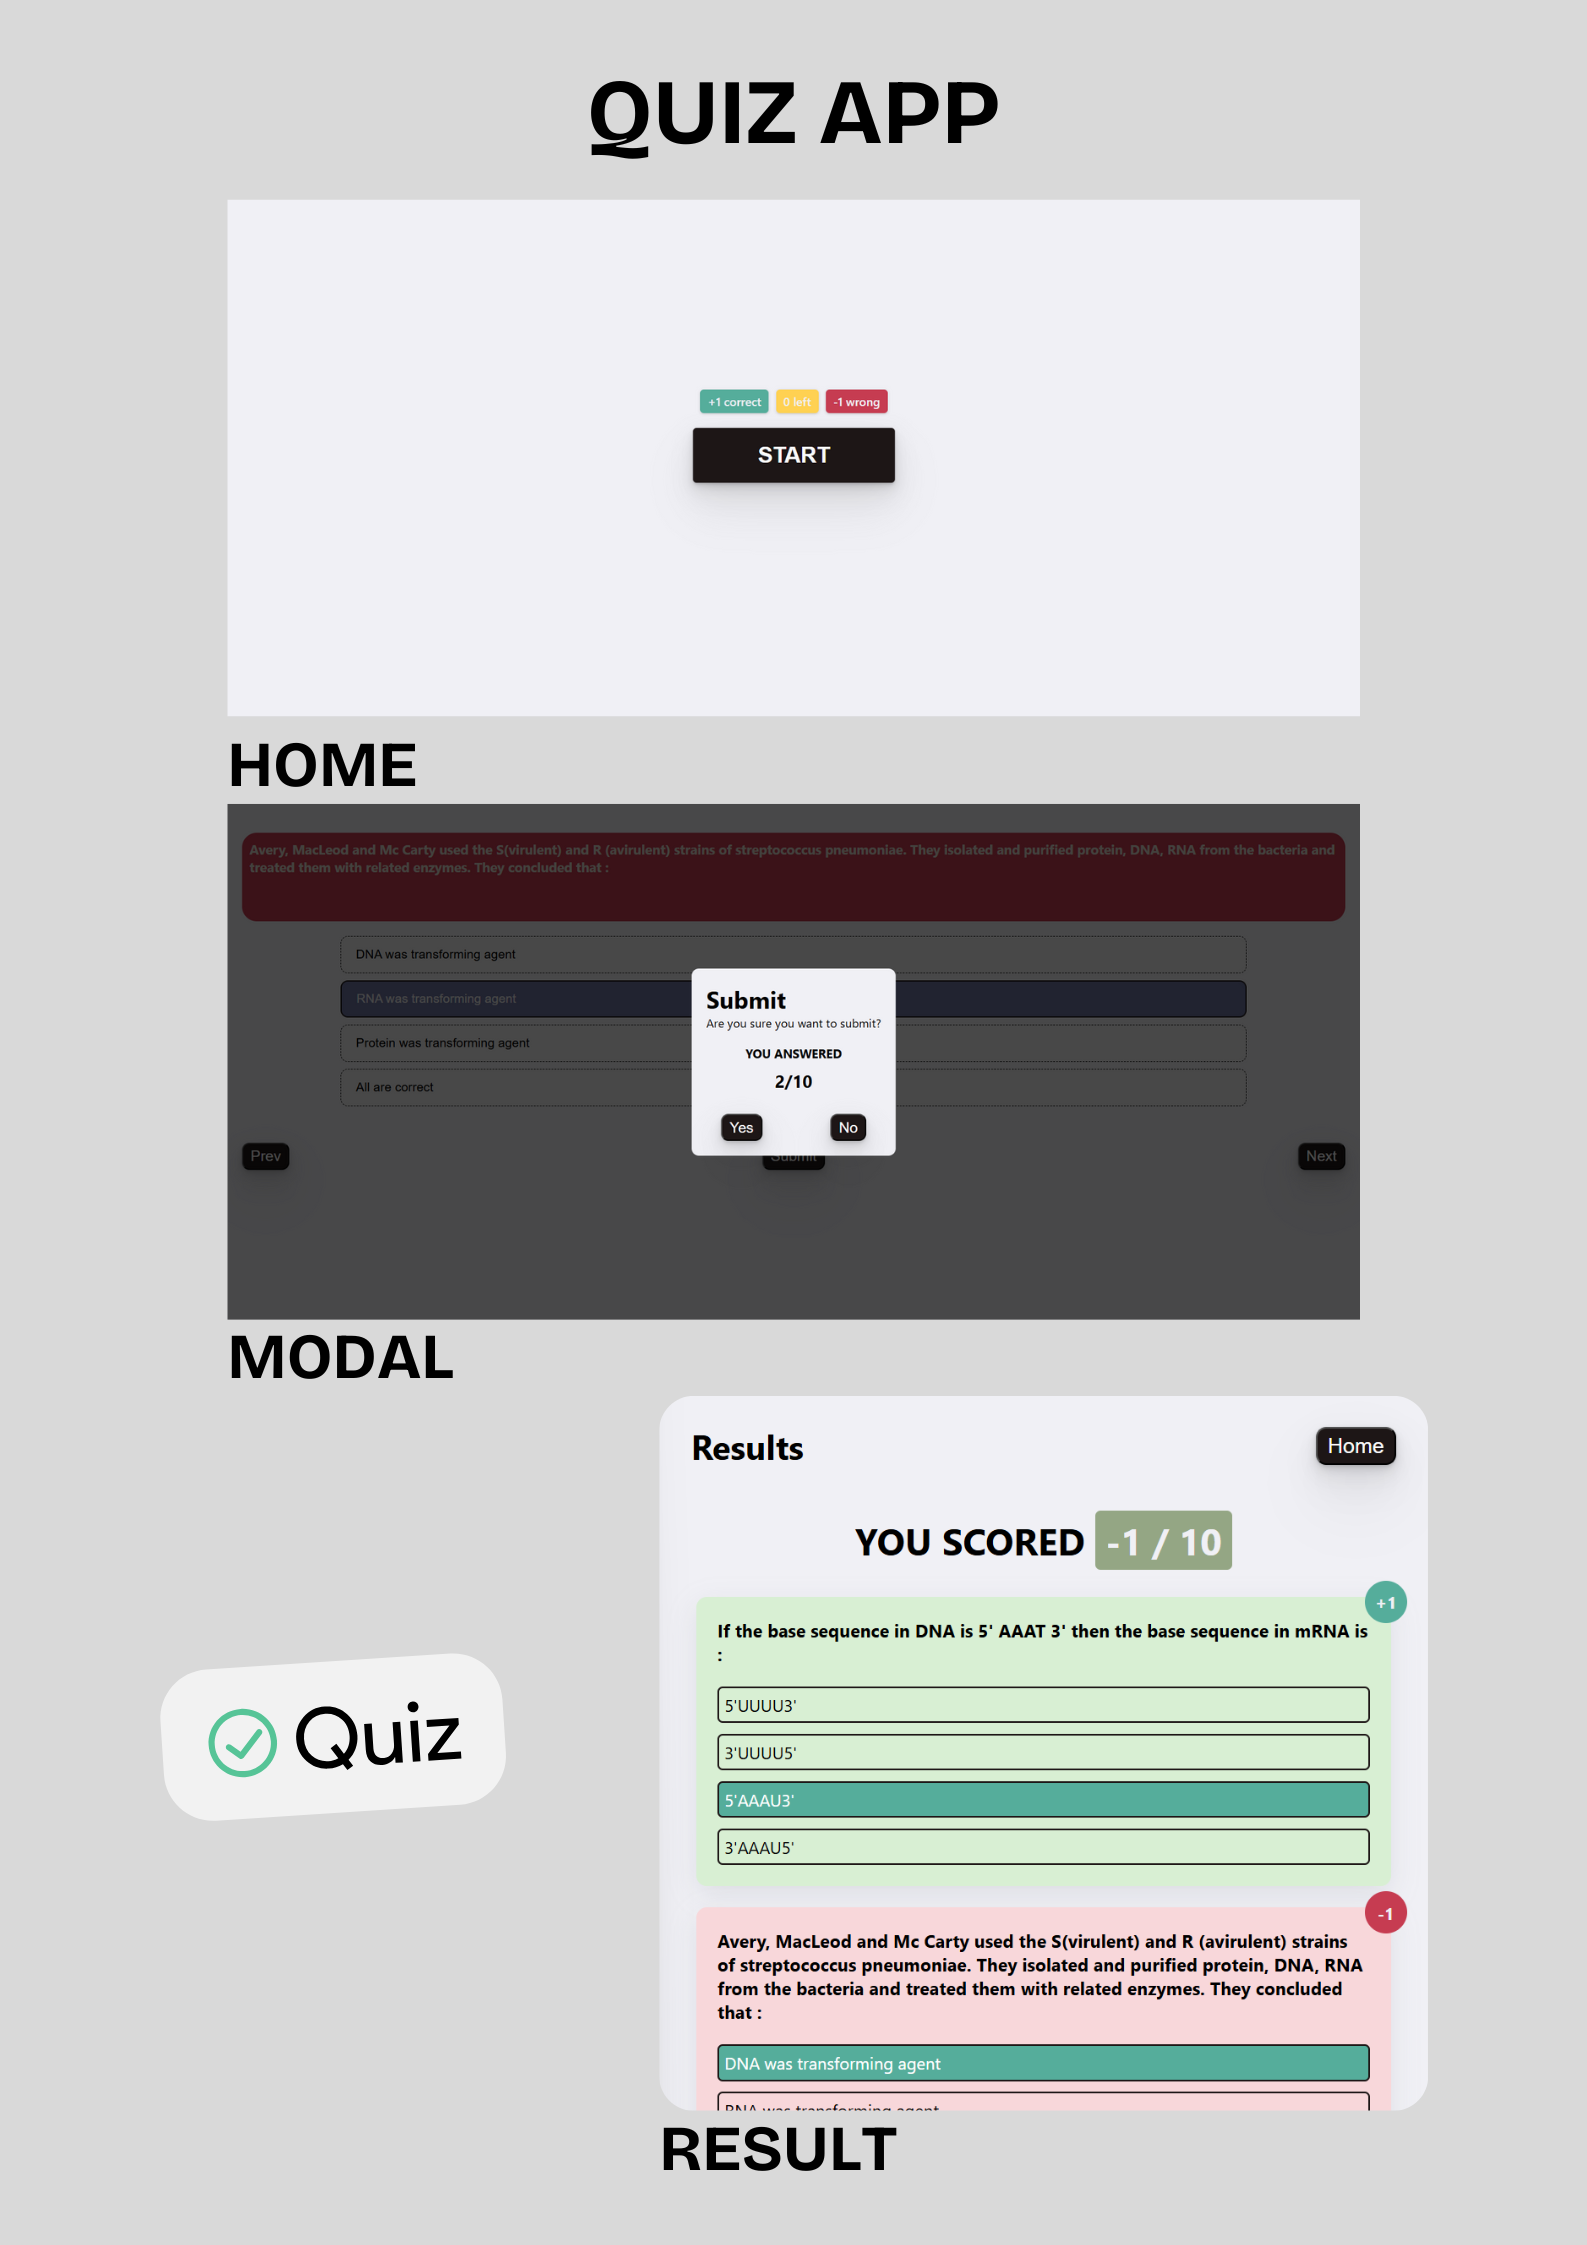 QUIZ APP
+1 correct
0 left
-1 wrong
START
HOME
Avery, MacLeod and Mc Carty used the S(virulent) and R (avirulent) strains of streptococcus pneumoniae. They isolated and purified protein, DNA, RNA from the bacteria and
treated them with related enzymes. They concluded that :
DNA was transforming agent
RNA was transforming agent
Protein was transforming agent
All are correct
Submit
Are you sure you want to submit?
YOU ANSWERED
2/10
Yes
No
Prev
Submit
Next
MODAL
Results
Home
YOU SCORED -1 / 10
+1
If the base sequence in DNA is 5' AAAT 3' then the base sequence in mRNA is
:
5'UUUU3'
3'UUUU5'
5'AAAU3'
3'AAAU5'
Quiz
-1
Avery, MacLeod and Mc Carty used the S(virulent) and R (avirulent) strains
of streptococcus pneumoniae. They isolated and purified protein, DNA, RNA
from the bacteria and treated them with related enzymes. They concluded
that :
DNA was transforming agent
RNA was transforming agent
RESULT